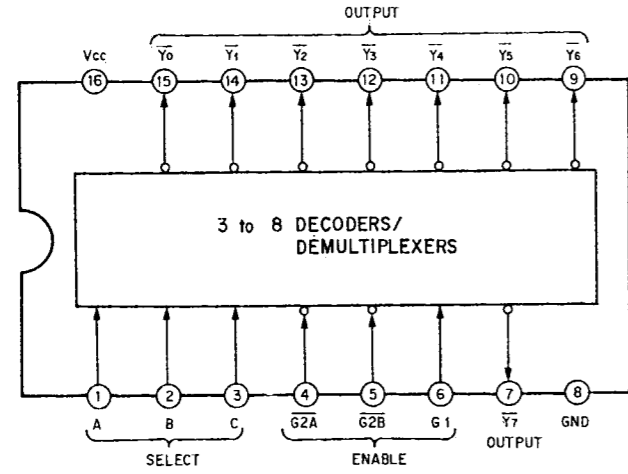 OUTPUT
Vcc Y0 Y1 Y2 Y3 Y4 Y5 Y6
16 15 14 13 12 11 10 9
3 to 8 DECODERS/
DEMULTIPLEXERS
1 2 3 4 5 6 7 8
A B C G2A G2B G1 Y7 GND
OUTPUT
SELECT ENABLE